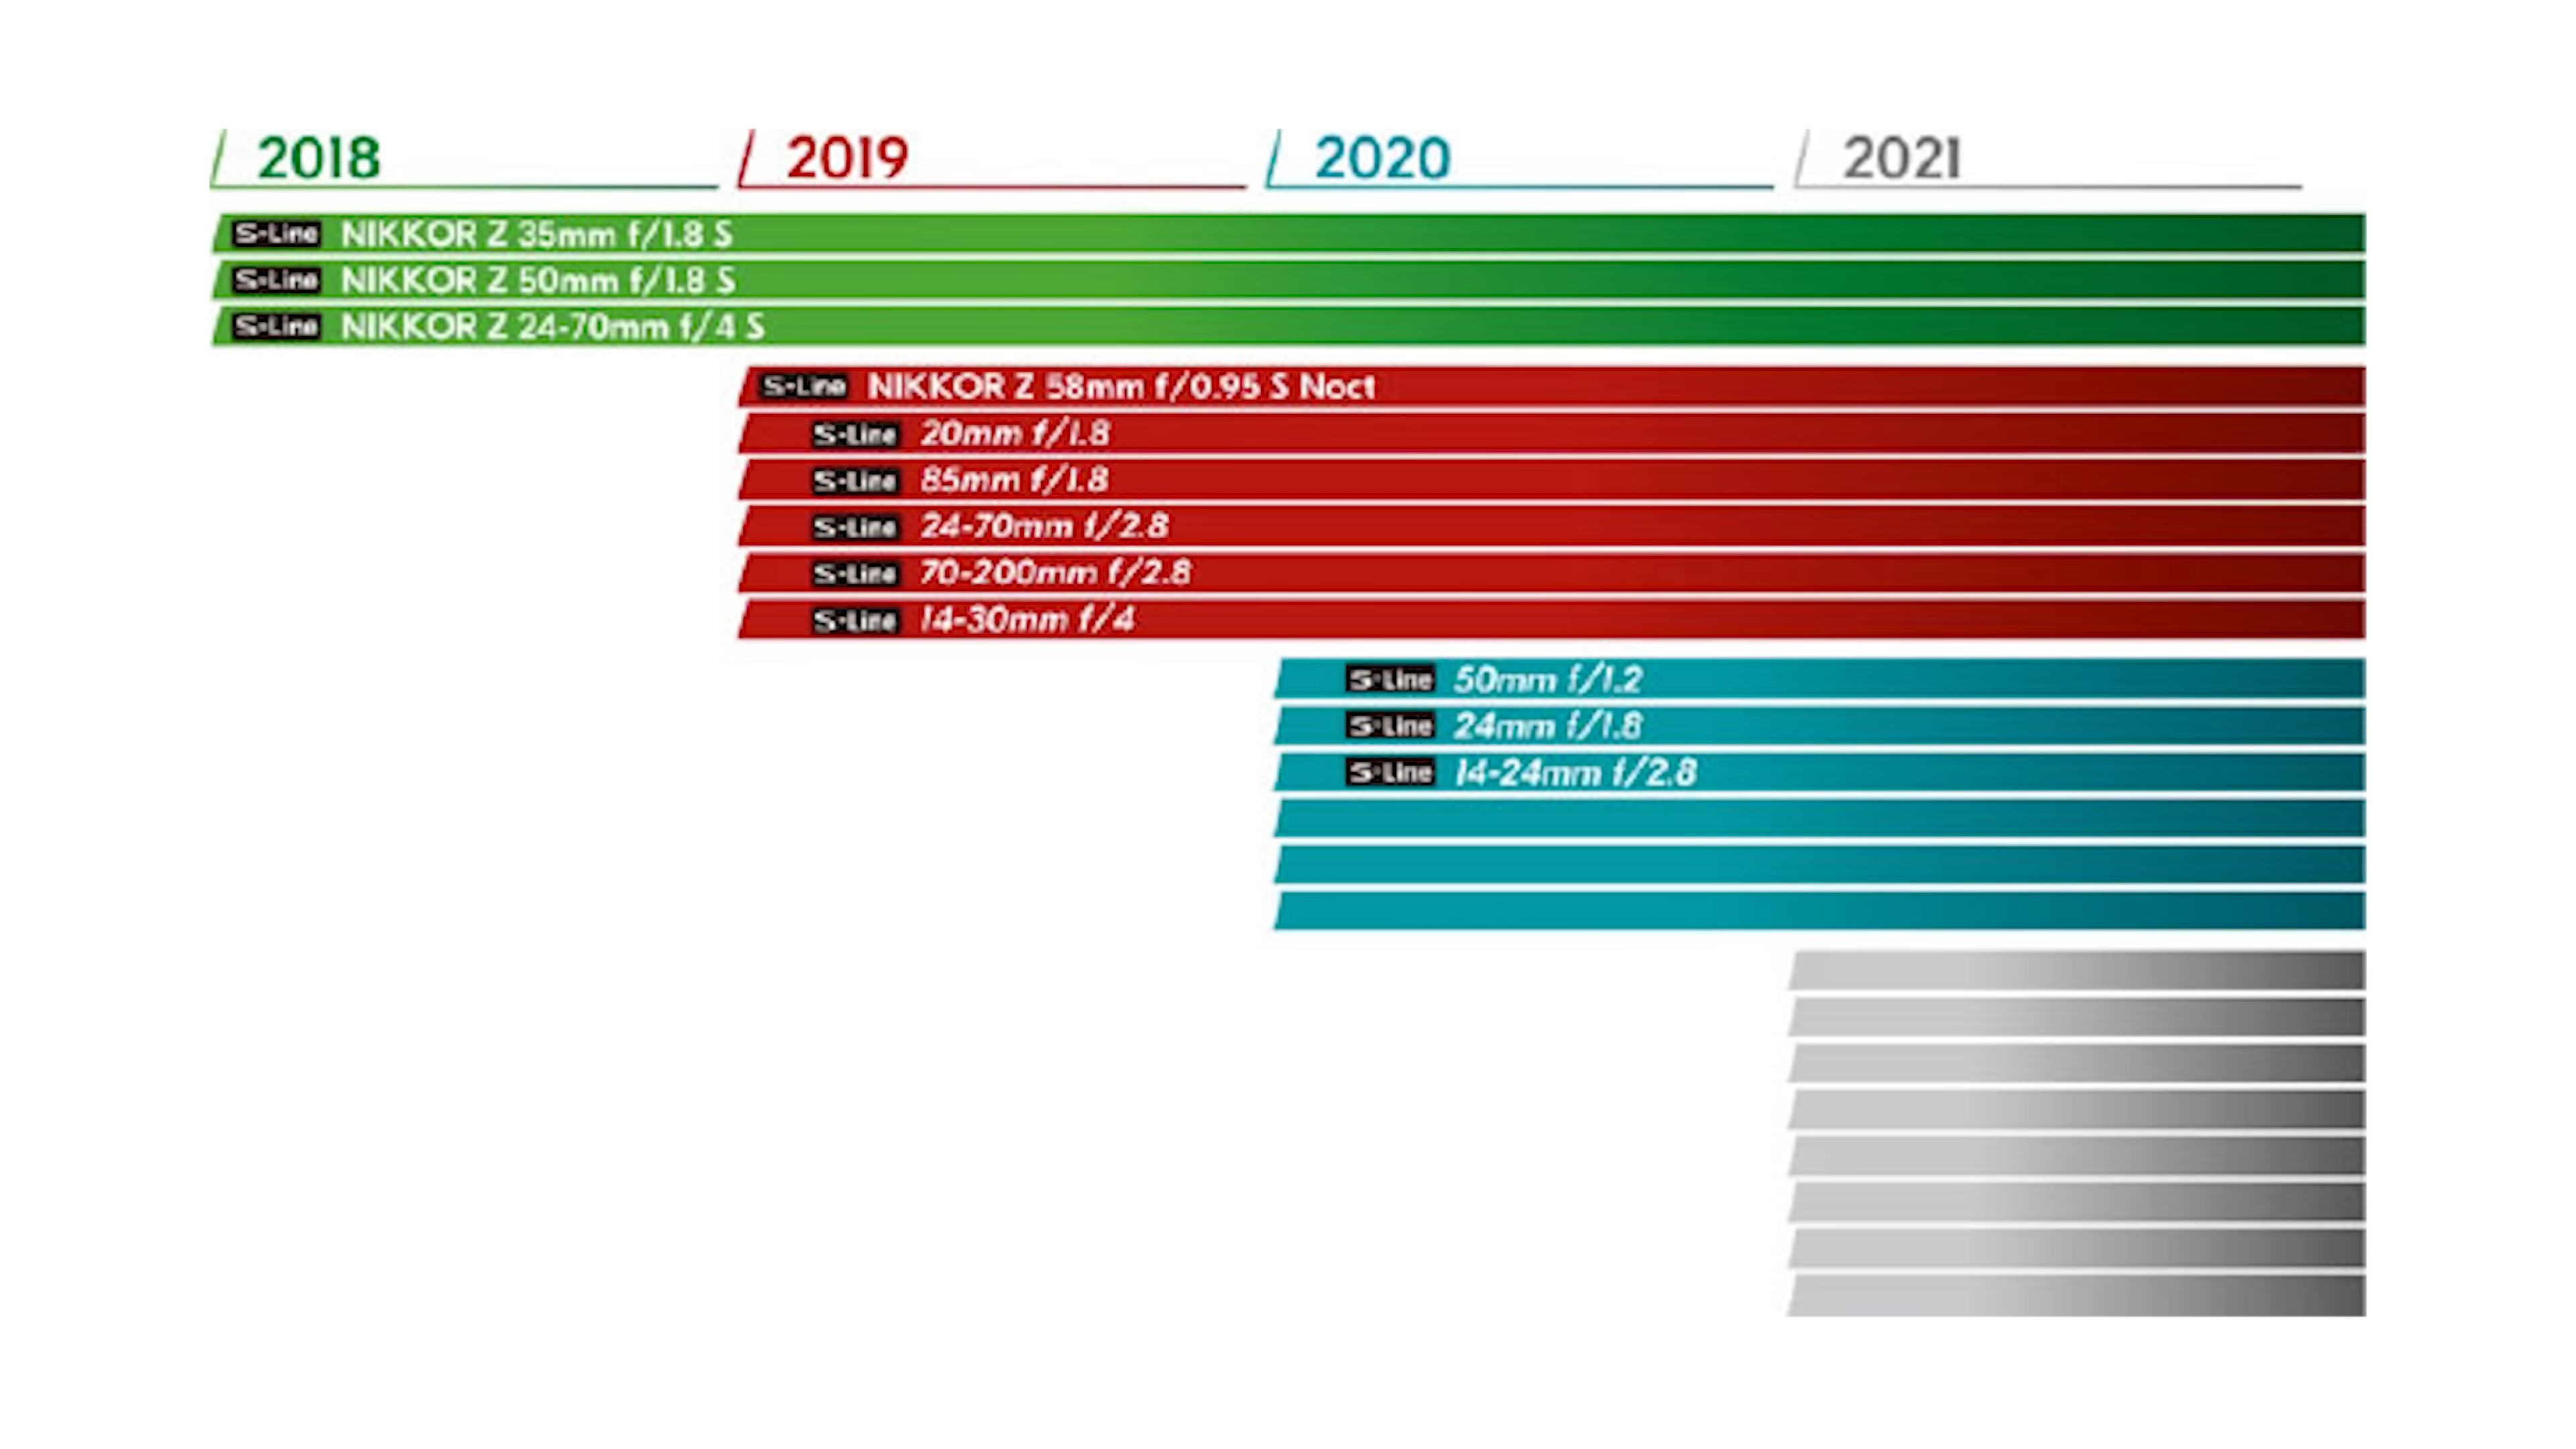 2018 2019 2020 2021
S-Line NIKKOR Z 35mm f/1.8 S
S-Line NIKKOR Z 50mm f/1.8 S
S-Line NIKKOR Z 24-70mm f/4 S
S-Line NIKKOR Z 58mm f/0.95 S Noct
S-Line 20mm f/1.8
S-Line 85mm f/1.8
S-Line 24-70mm f/2.8
S-Line 70-200mm f/2.8
S-Line 14-30mm f/4
S-Line 50mm f/1.2
S-Line 24mm f/1.8
S-Line 14-24mm f/2.8